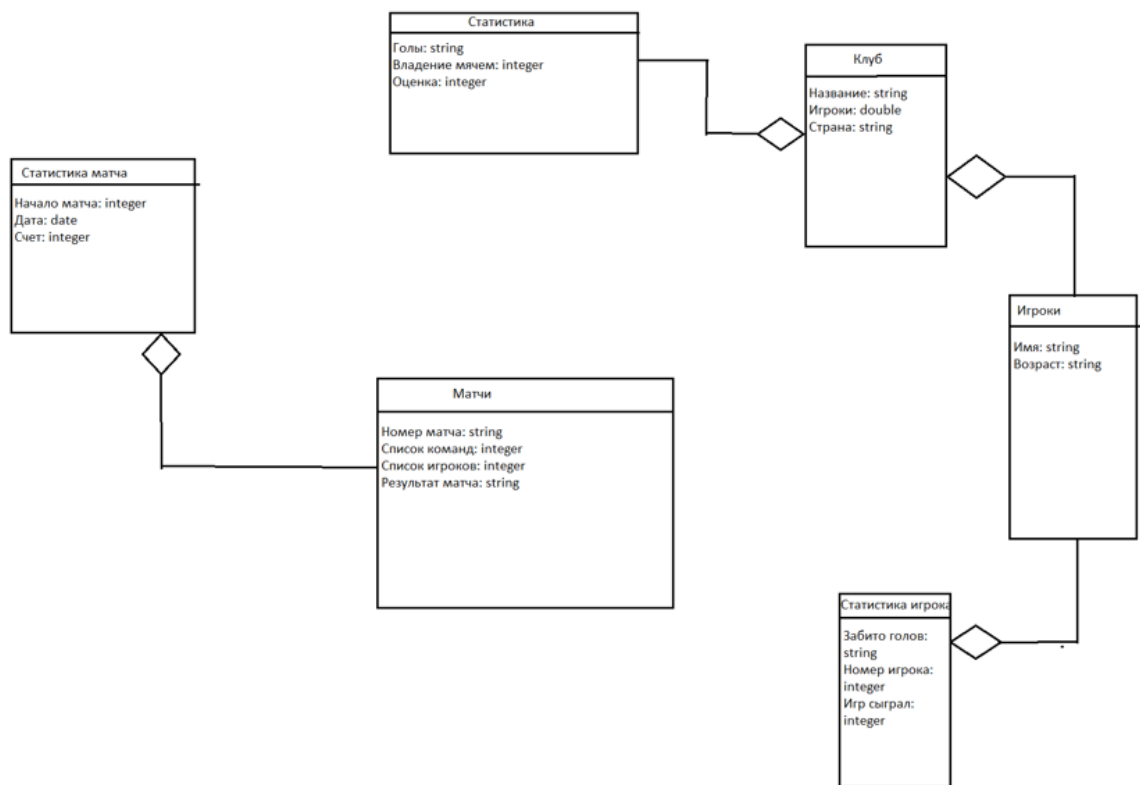 Статистика
Голы: string
Владение мячем: integer
Оценка: integer
Клуб
Название: string
Игроки: double
Страна: string
Статистика матча
Начало матча: integer
Дата: date
Счет: integer
Игроки
Имя: string
Возраст: string
Матчи
Номер матча: string
Список команд: integer
Список игроков: integer
Результат матча: string
Статистика игрока
Забито голов:
string
Номер игрока:
integer
Игр сыграл:
integer